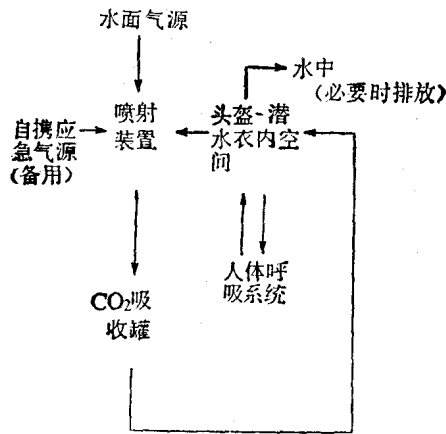 水面气源
水中
(必要时排放)
自携应
急气源
(备用)
喷射
装置
头盔-潜
水衣内空
间
人体呼
吸系统
CO₂吸
收罐